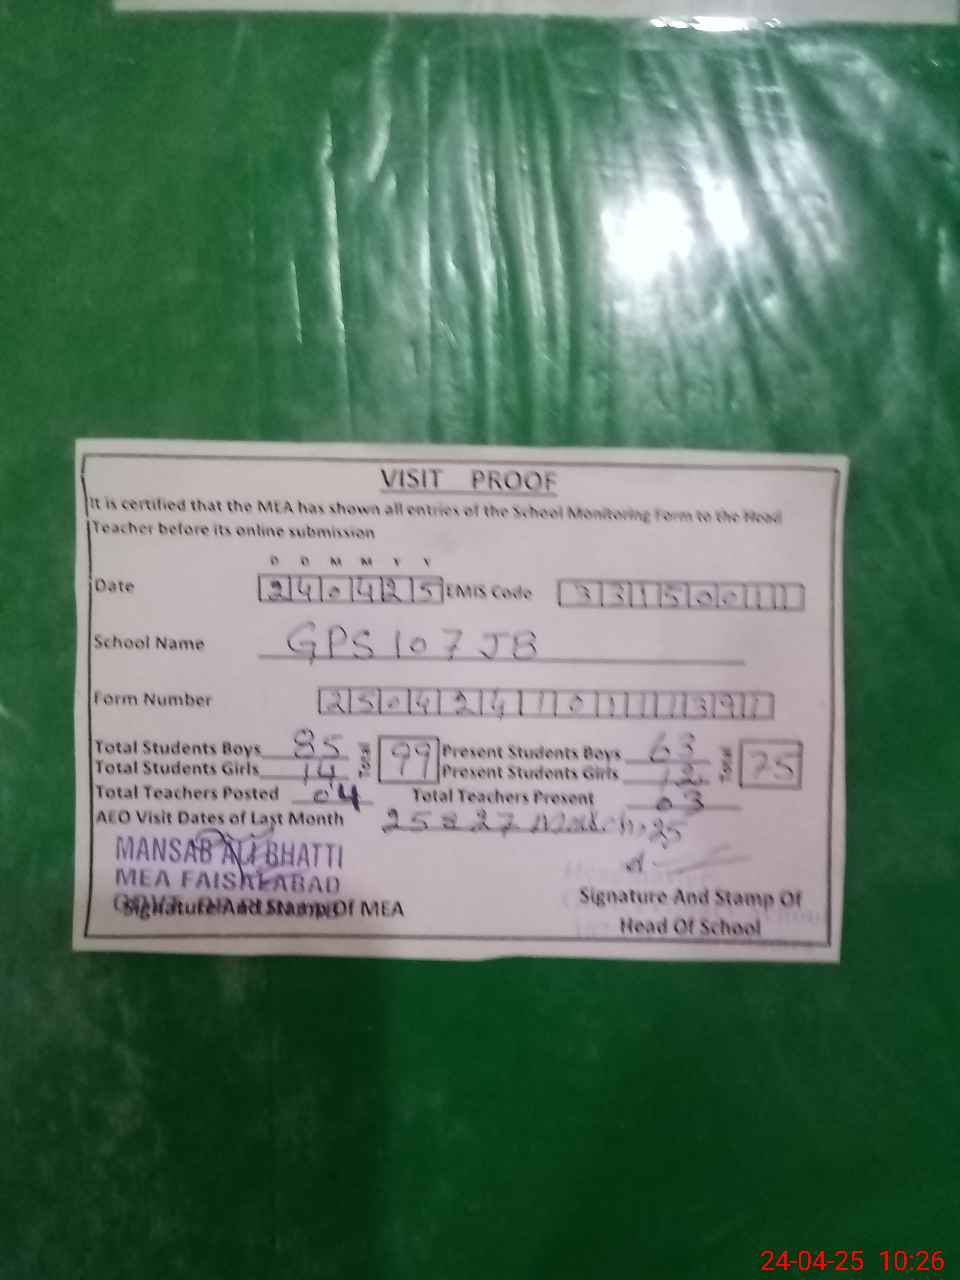 VISIT PROOF
It is certified that the MEA has shown all entries of the School Monitoring Form to the Head
Teacher before its online submission
D D M M Y Y
Date 240425 EMIS Code 33150011
School Name GPS 107 JB
Form Number 250424101111391
Total Students Boys 85 Total 99 Present Students Boys 63 Total 75
Total Students Girls 14 Present Students Girls 12
Total Teachers Posted 04 Total Teachers Present 03
AEO Visit Dates of Last Month 25 & 27 March, 25
MANSAB ALI BHATTI
MEA FAISALABAD
Signature And Stamp Of MEA
Signature And Stamp Of
Head Of School
24-04-25 10:26